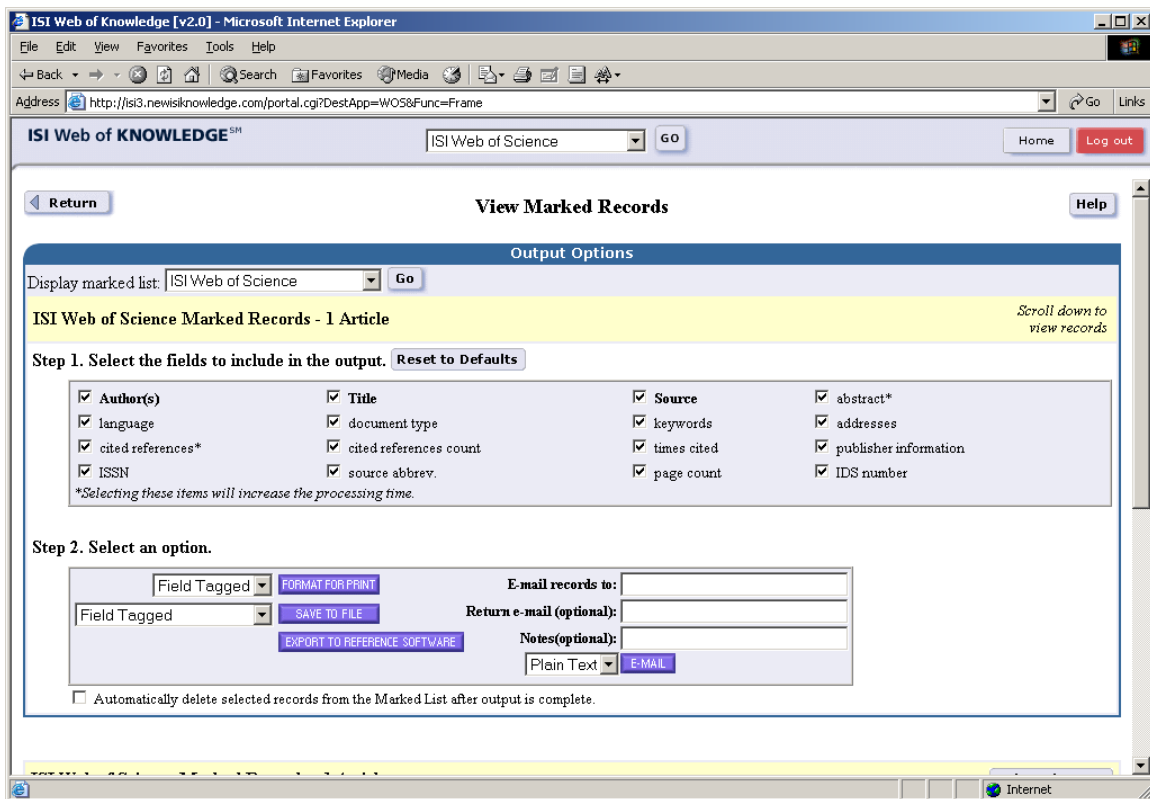 ISI Web of Knowledge [v2.0] - Microsoft Internet Explorer
File Edit View Favorites Tools Help
Back Search Favorites Media
Address http://isi3.newisiknowledge.com/portal.cgi?DestApp=WOS&Func=Frame Go Links
ISI Web of KNOWLEDGE SM ISI Web of Science GO Home Log out
Return View Marked Records Help
Output Options
Display marked list: ISI Web of Science Go
ISI Web of Science Marked Records - 1 Article Scroll down to
view records
Step 1. Select the fields to include in the output. Reset to Defaults
Author(s) Title Source abstract*
language document type keywords addresses
cited references* cited references count times cited publisher information
ISSN source abbrev. page count IDS number
*Selecting these items will increase the processing time.
Step 2. Select an option.
Field Tagged FORMAT FOR PRINT E-mail records to:
Field Tagged SAVE TO FILE Return e-mail (optional):
EXPORT TO REFERENCE SOFTWARE Notes(optional):
Plain Text E-MAIL
Automatically delete selected records from the Marked List after output is complete.
Internet